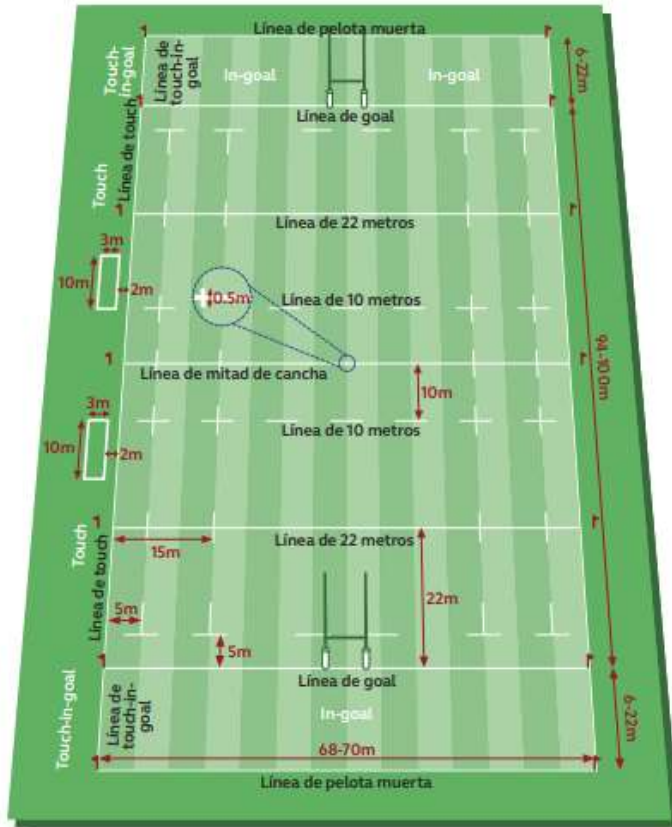 Línea de pelota muerta
Touch-
in-goal
Línea de
touch-in-
goal
In-goal
In-goal
6-22m
Línea de goal
Línea de touch
Touch
Línea de 22 metros
3m
10m
2m
0.5m
Línea de 10 metros
94-100m
Línea de mitad de cancha
10m
3m
10m
2m
Línea de 10 metros
Touch
Línea de touch
15m
Línea de 22 metros
22m
5m
5m
Línea de goal
Touch-in-goal
Línea de
touch-in-
goal
In-goal
6-22m
68-70m
Línea de pelota muerta